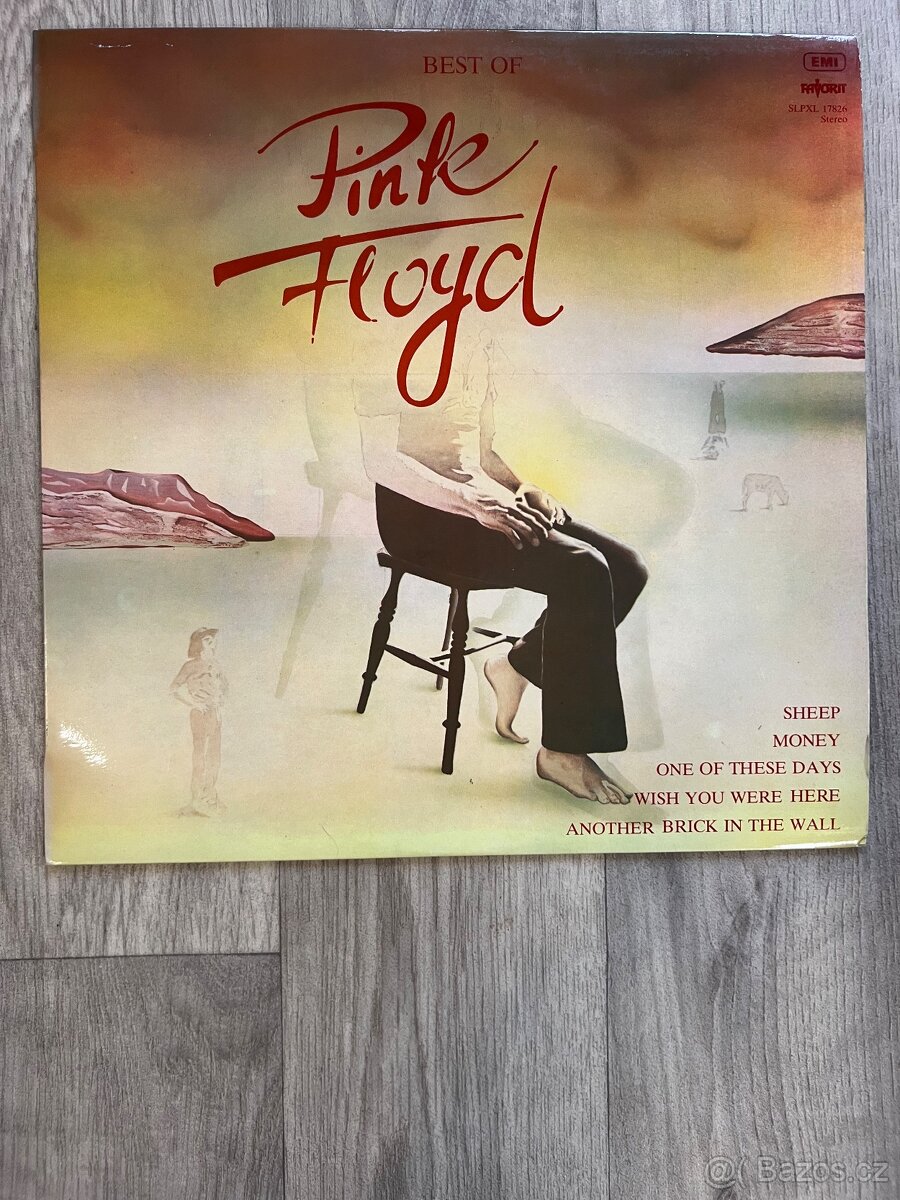 BEST OF
Pink
Floyd
EMI
FAVORIT
SLPXL 17826
Stereo
SHEEP
MONEY
ONE OF THESE DAYS
WISH YOU WERE HERE
ANOTHER BRICK IN THE WALL
Bazos.cz